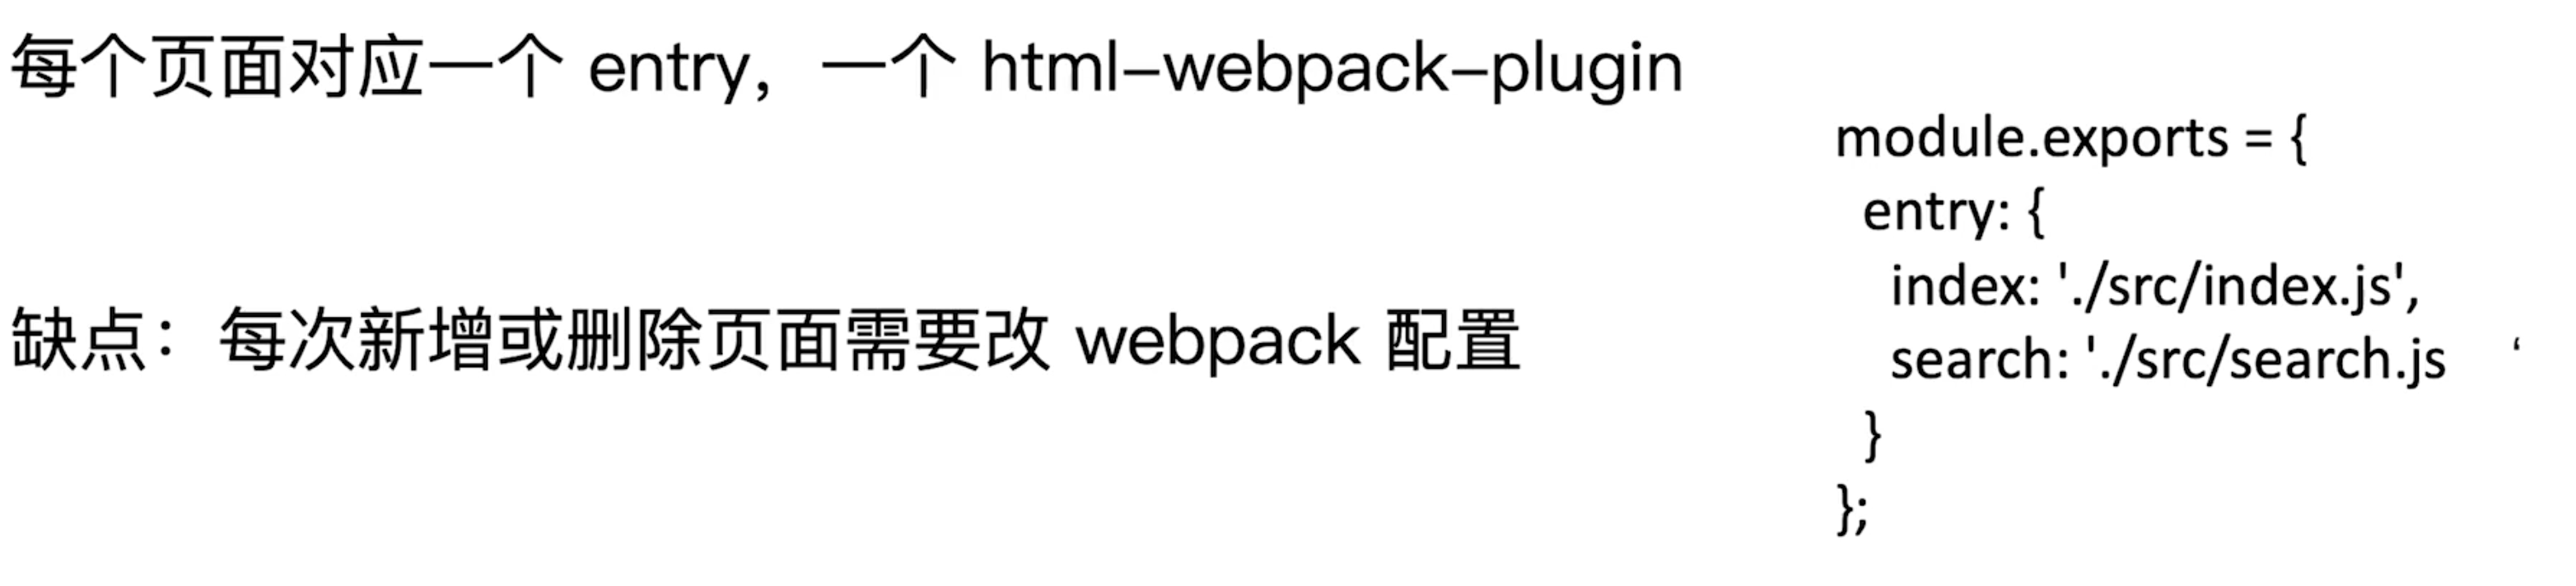 每个页面对应一个 entry，一个 html-webpack-plugin
缺点：每次新增或删除页面需要改 webpack 配置
module.exports = {
entry: {
index: './src/index.js',
search: './src/search.js ‘
}
};